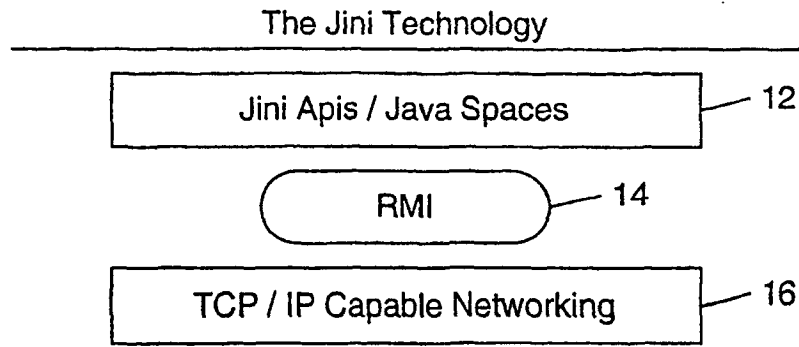 The Jini Technology
Jini Apis / Java Spaces
12
RMI
14
TCP / IP Capable Networking
16